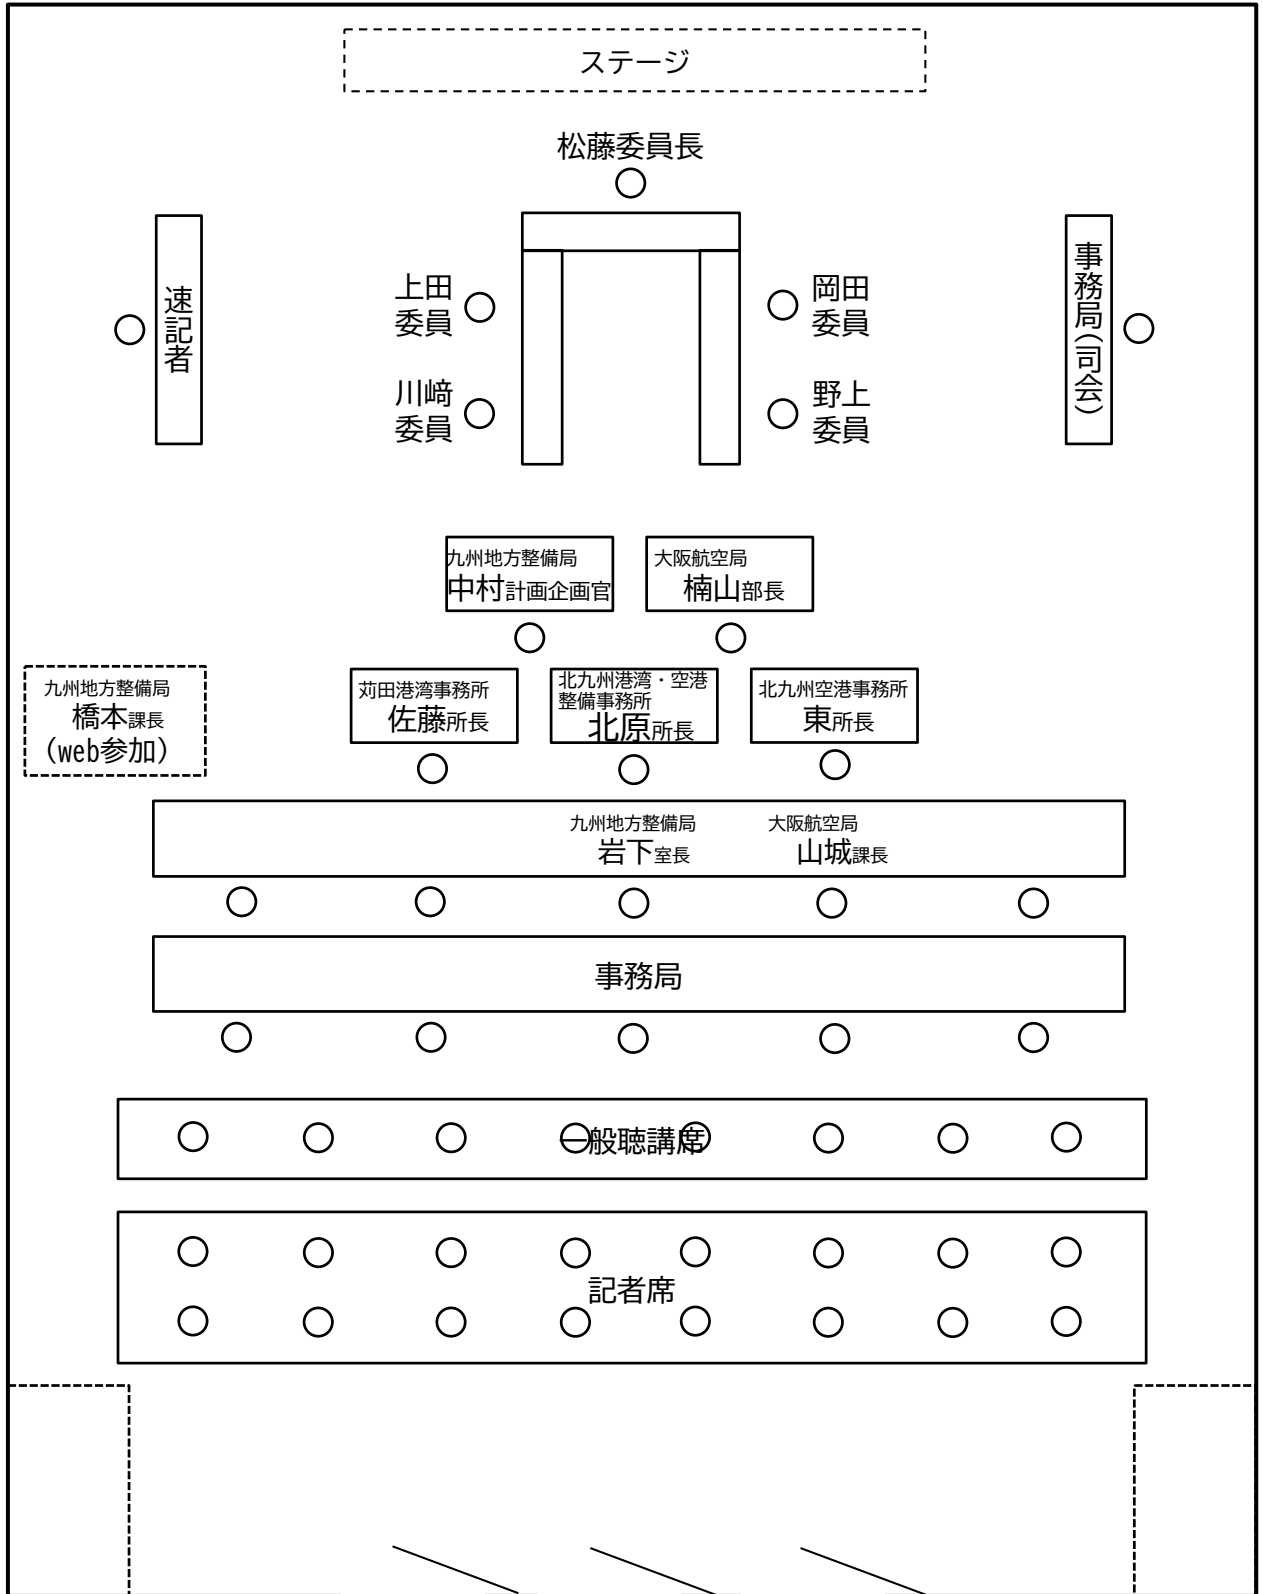 ステージ
松藤委員長
速記者
上田
委員
岡田
委員
事務局（司会）
川﨑
委員
野上
委員
九州地方整備局
中村計画企画官
大阪航空局
楠山部長
九州地方整備局
橋本課長
（web参加）
苅田港湾事務所
佐藤所長
北九州港湾・空港
整備事務所
北原所長
北九州空港事務所
東所長
九州地方整備局
岩下室長
大阪航空局
山城課長
事務局
一般聴講席
記者席